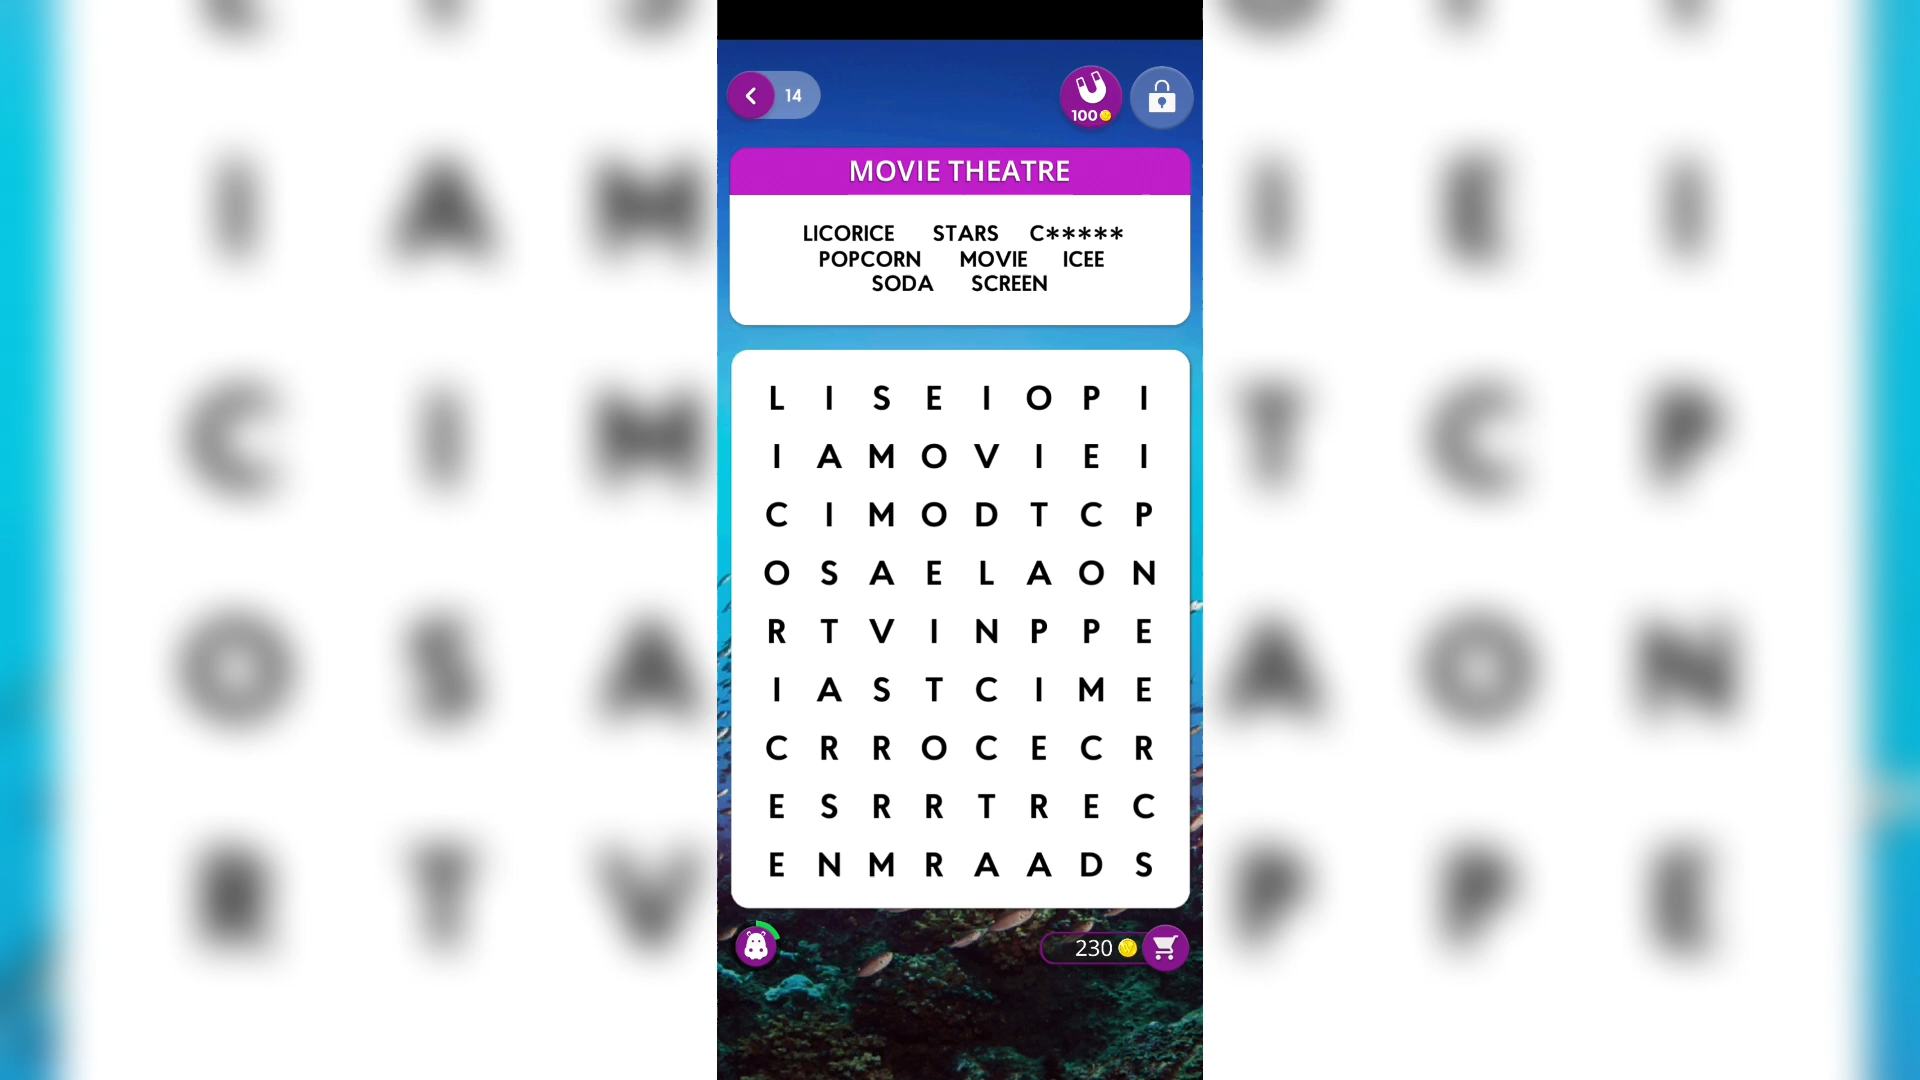 14
100
MOVIE THEATRE
LICORICE STARS C*****
POPCORN MOVIE ICEE
SODA SCREEN
L I S E I O P I
I A M O V I E I
C I M O D T C P
O S A E L A O N
R T V I N P P E
I A S T C I M E
C R R O C E C R
E S R R T R E C
E N M R A A D S
230